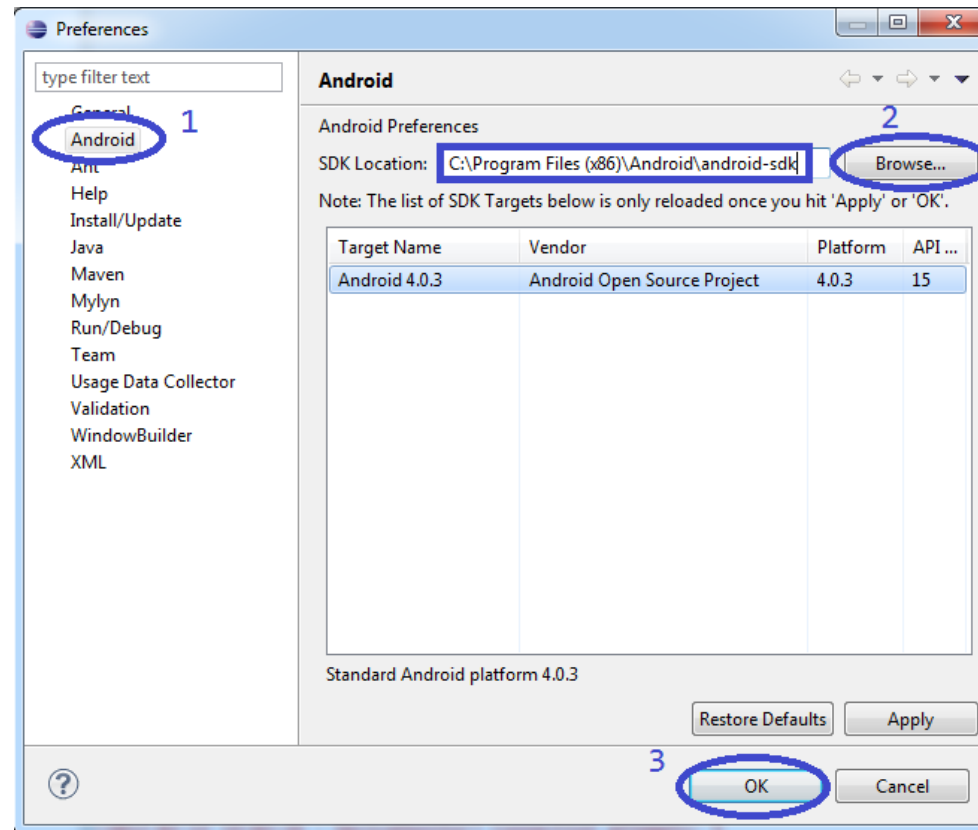 Preferences
type filter text
General
Android
Ant
Help
Install/Update
Java
Maven
Mylyn
Run/Debug
Team
Usage Data Collector
Validation
WindowBuilder
XML
1
Android
Android Preferences
2
SDK Location: C:\Program Files (x86)\Android\android-sdk Browse...
Note: The list of SDK Targets below is only reloaded once you hit 'Apply' or 'OK'.
Target Name Vendor Platform API ...
Android 4.0.3 Android Open Source Project 4.0.3 15
Standard Android platform 4.0.3
Restore Defaults Apply
3
? OK Cancel